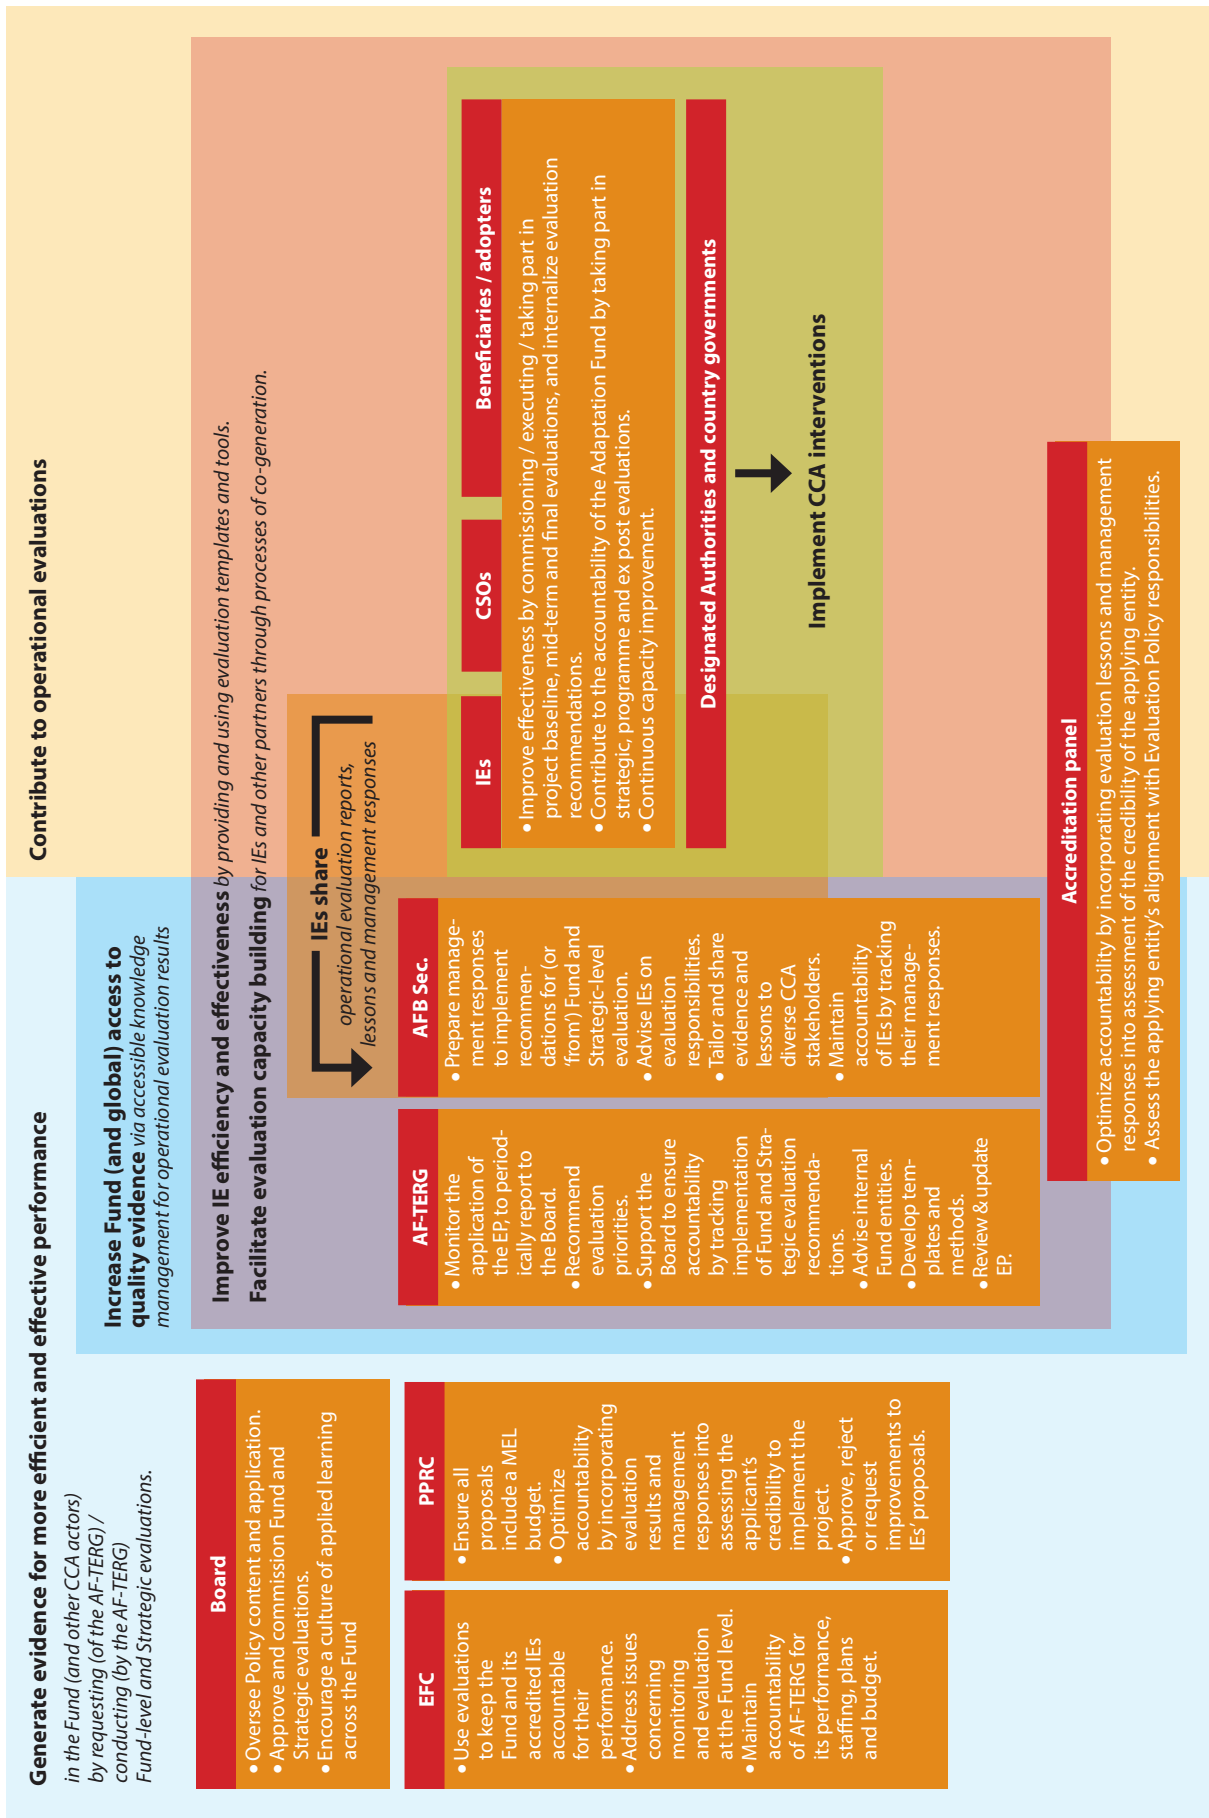 Generate evidence for more efficient and effective performance
in the Fund (and other CCA actors)
by requesting (of the AF-TERG) /
conducting (by the AF-TERG)
Fund-level and Strategic evaluations.
Board
• Oversee Policy content and application.
• Approve and commission Fund and
Strategic evaluations.
• Encourage a culture of applied learning
across the Fund
EFC
• Use evaluations
to keep the
Fund and its
accredited IEs
accountable
for their
performance.
• Address issues
concerning
monitoring
and evaluation
at the Fund level.
• Maintain
accountability
of AF-TERG for
its performance,
staffing, plans
and budget.
PPRC
• Ensure all
proposals
include a MEL
budget.
• Optimize
accountability
by incorporating
evaluation
results and
management
responses into
assessing the
applicant’s
credibility to
implement the
project.
• Approve, reject
or request
improvements to
IEs’ proposals.
Increase Fund (and global) access to
quality evidence via accessible knowledge
management for operational evaluation results
Improve IE efficiency and effectiveness by providing and using evaluation templates and tools.
Facilitate evaluation capacity building for IEs and other partners through processes of co-generation.
IEs share
operational evaluation reports,
lessons and management responses
AF-TERG
• Monitor the
application of
the EP, to period-
ically report to
the Board.
• Recommend
evaluation
priorities.
• Support the
Board to ensure
accountability
by tracking
implementation
of Fund and Stra-
tegic evaluation
recommenda-
tions.
• Advise internal
Fund entities.
• Develop tem-
plates and
methods.
• Review & update
EP.
AFB Sec.
• Prepare manage-
ment responses
to implement
recommen-
dations for (or
‘from’) Fund and
Strategic-level
evaluation.
• Advise IEs on
evaluation
responsibilities.
• Tailor and share
evidence and
lessons to
diverse CCA
stakeholders.
• Maintain
accountability
of IEs by tracking
their manage-
ment responses.
Contribute to operational evaluations
IEs
CSOs
Beneficiaries / adopters
• Improve effectiveness by commissioning / executing / taking part in
project baseline, mid-term and final evaluations, and internalize evaluation
recommendations.
• Contribute to the accountability of the Adaptation Fund by taking part in
strategic, programme and ex post evaluations.
• Continuous capacity improvement.
Designated Authorities and country governments
Implement CCA interventions
Accreditation panel
• Optimize accountability by incorporating evaluation lessons and management
responses into assessment of the credibility of the applying entity.
• Assess the applying entity’s alignment with Evaluation Policy responsibilities.